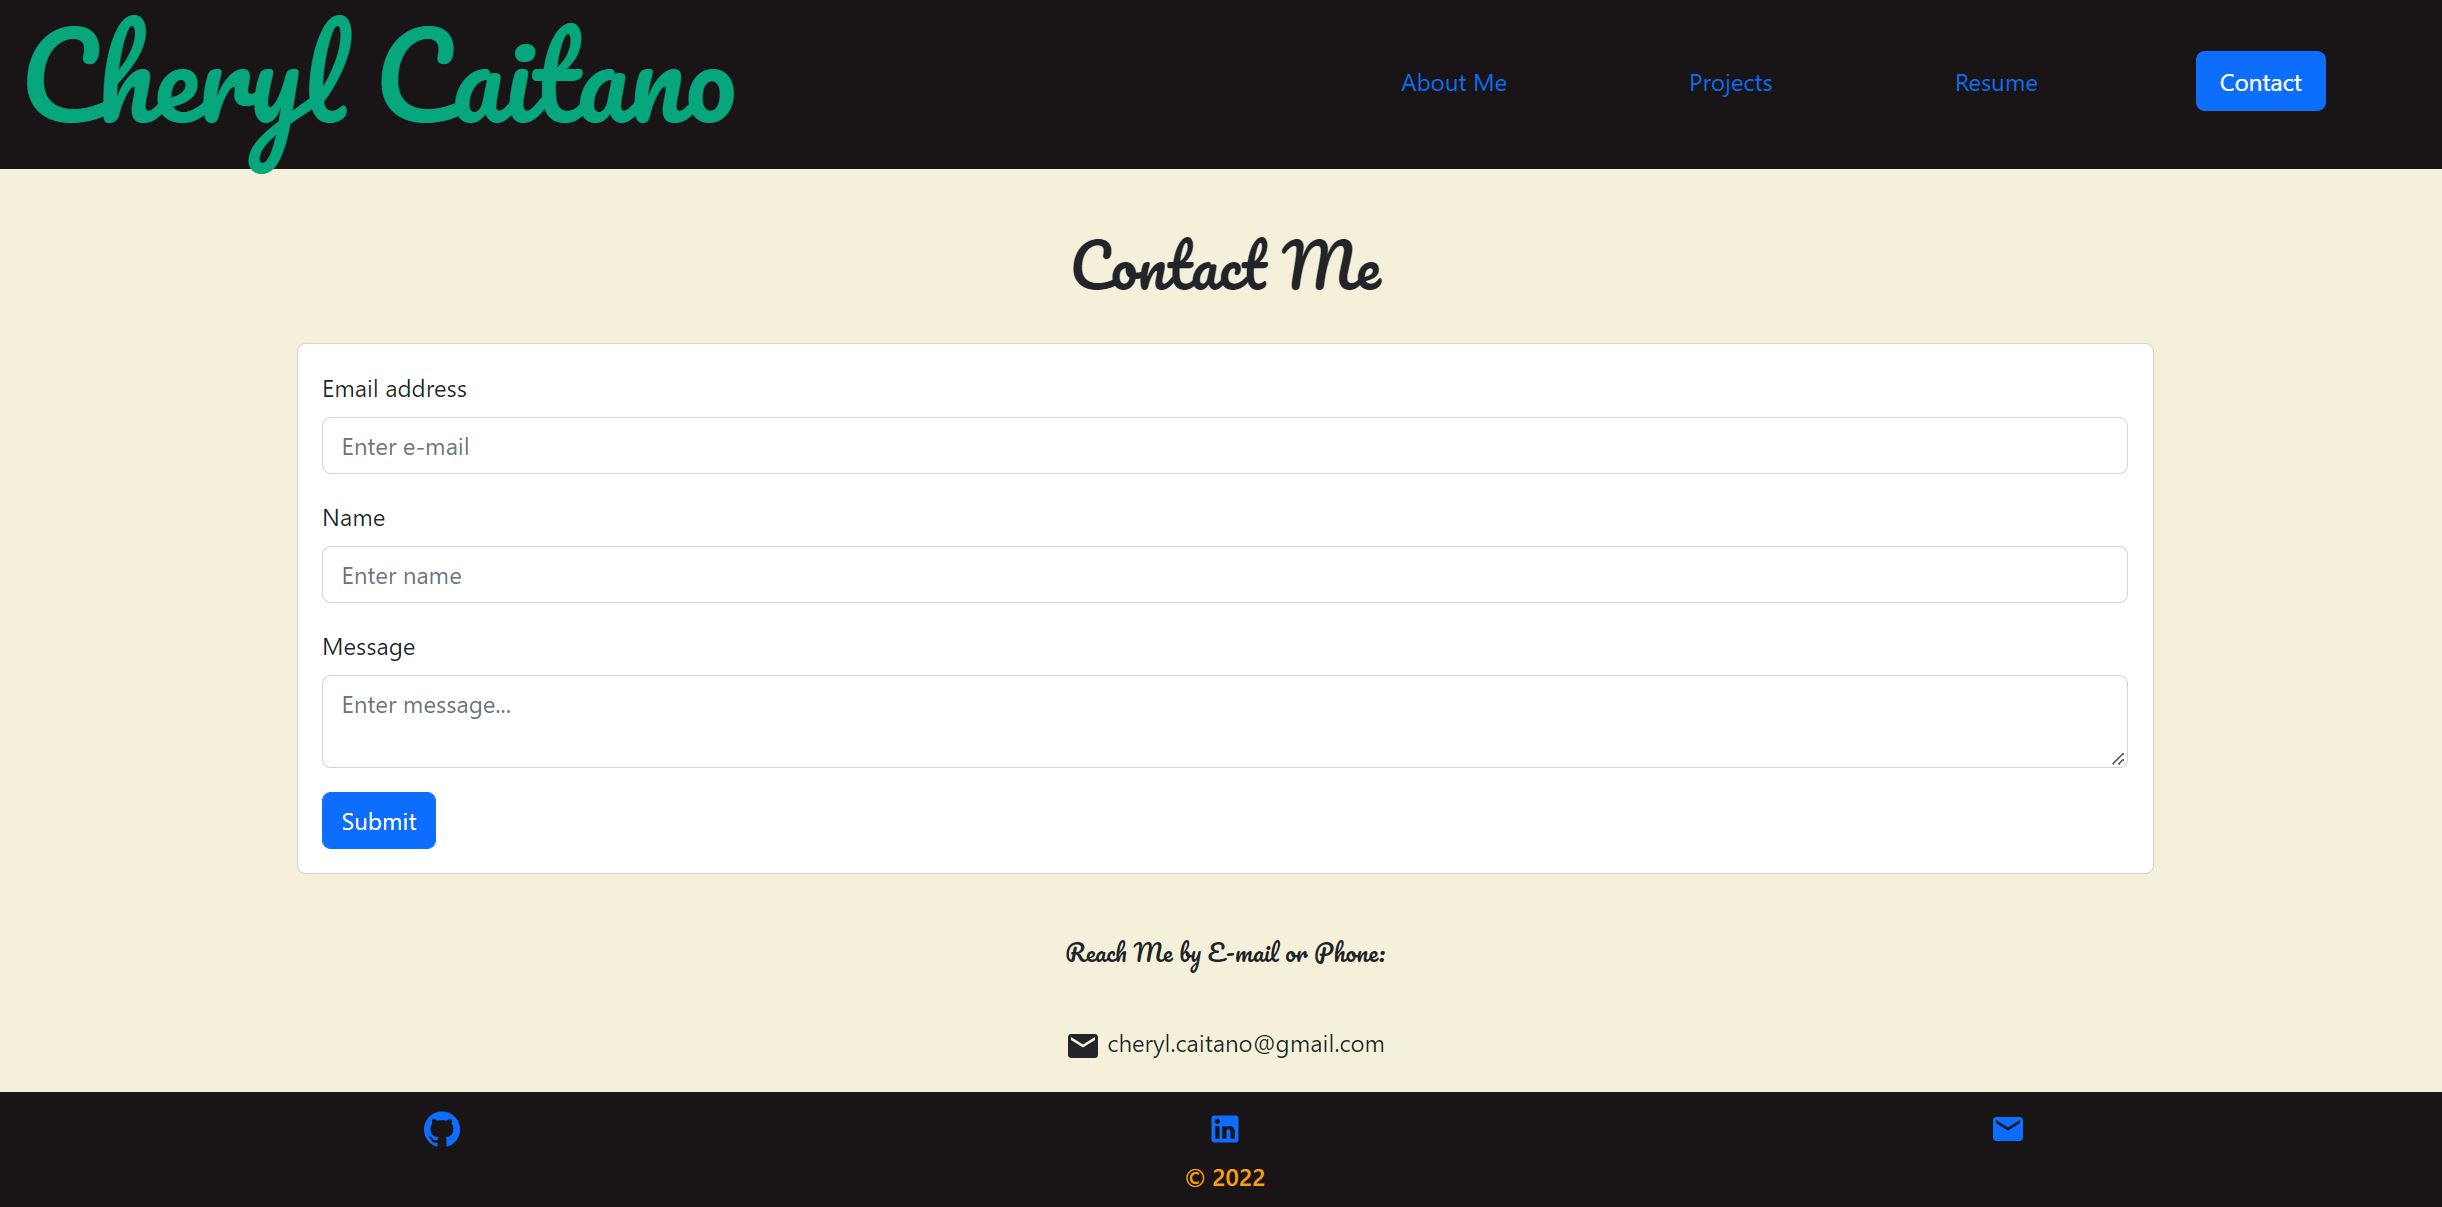 Cheryl Caitano
About Me
Projects
Resume
Contact
Contact Me
Email address
Enter e-mail
Name
Enter name
Message
Enter message...
Submit
Reach Me by E-mail or Phone:
cheryl.caitano@gmail.com
© 2022